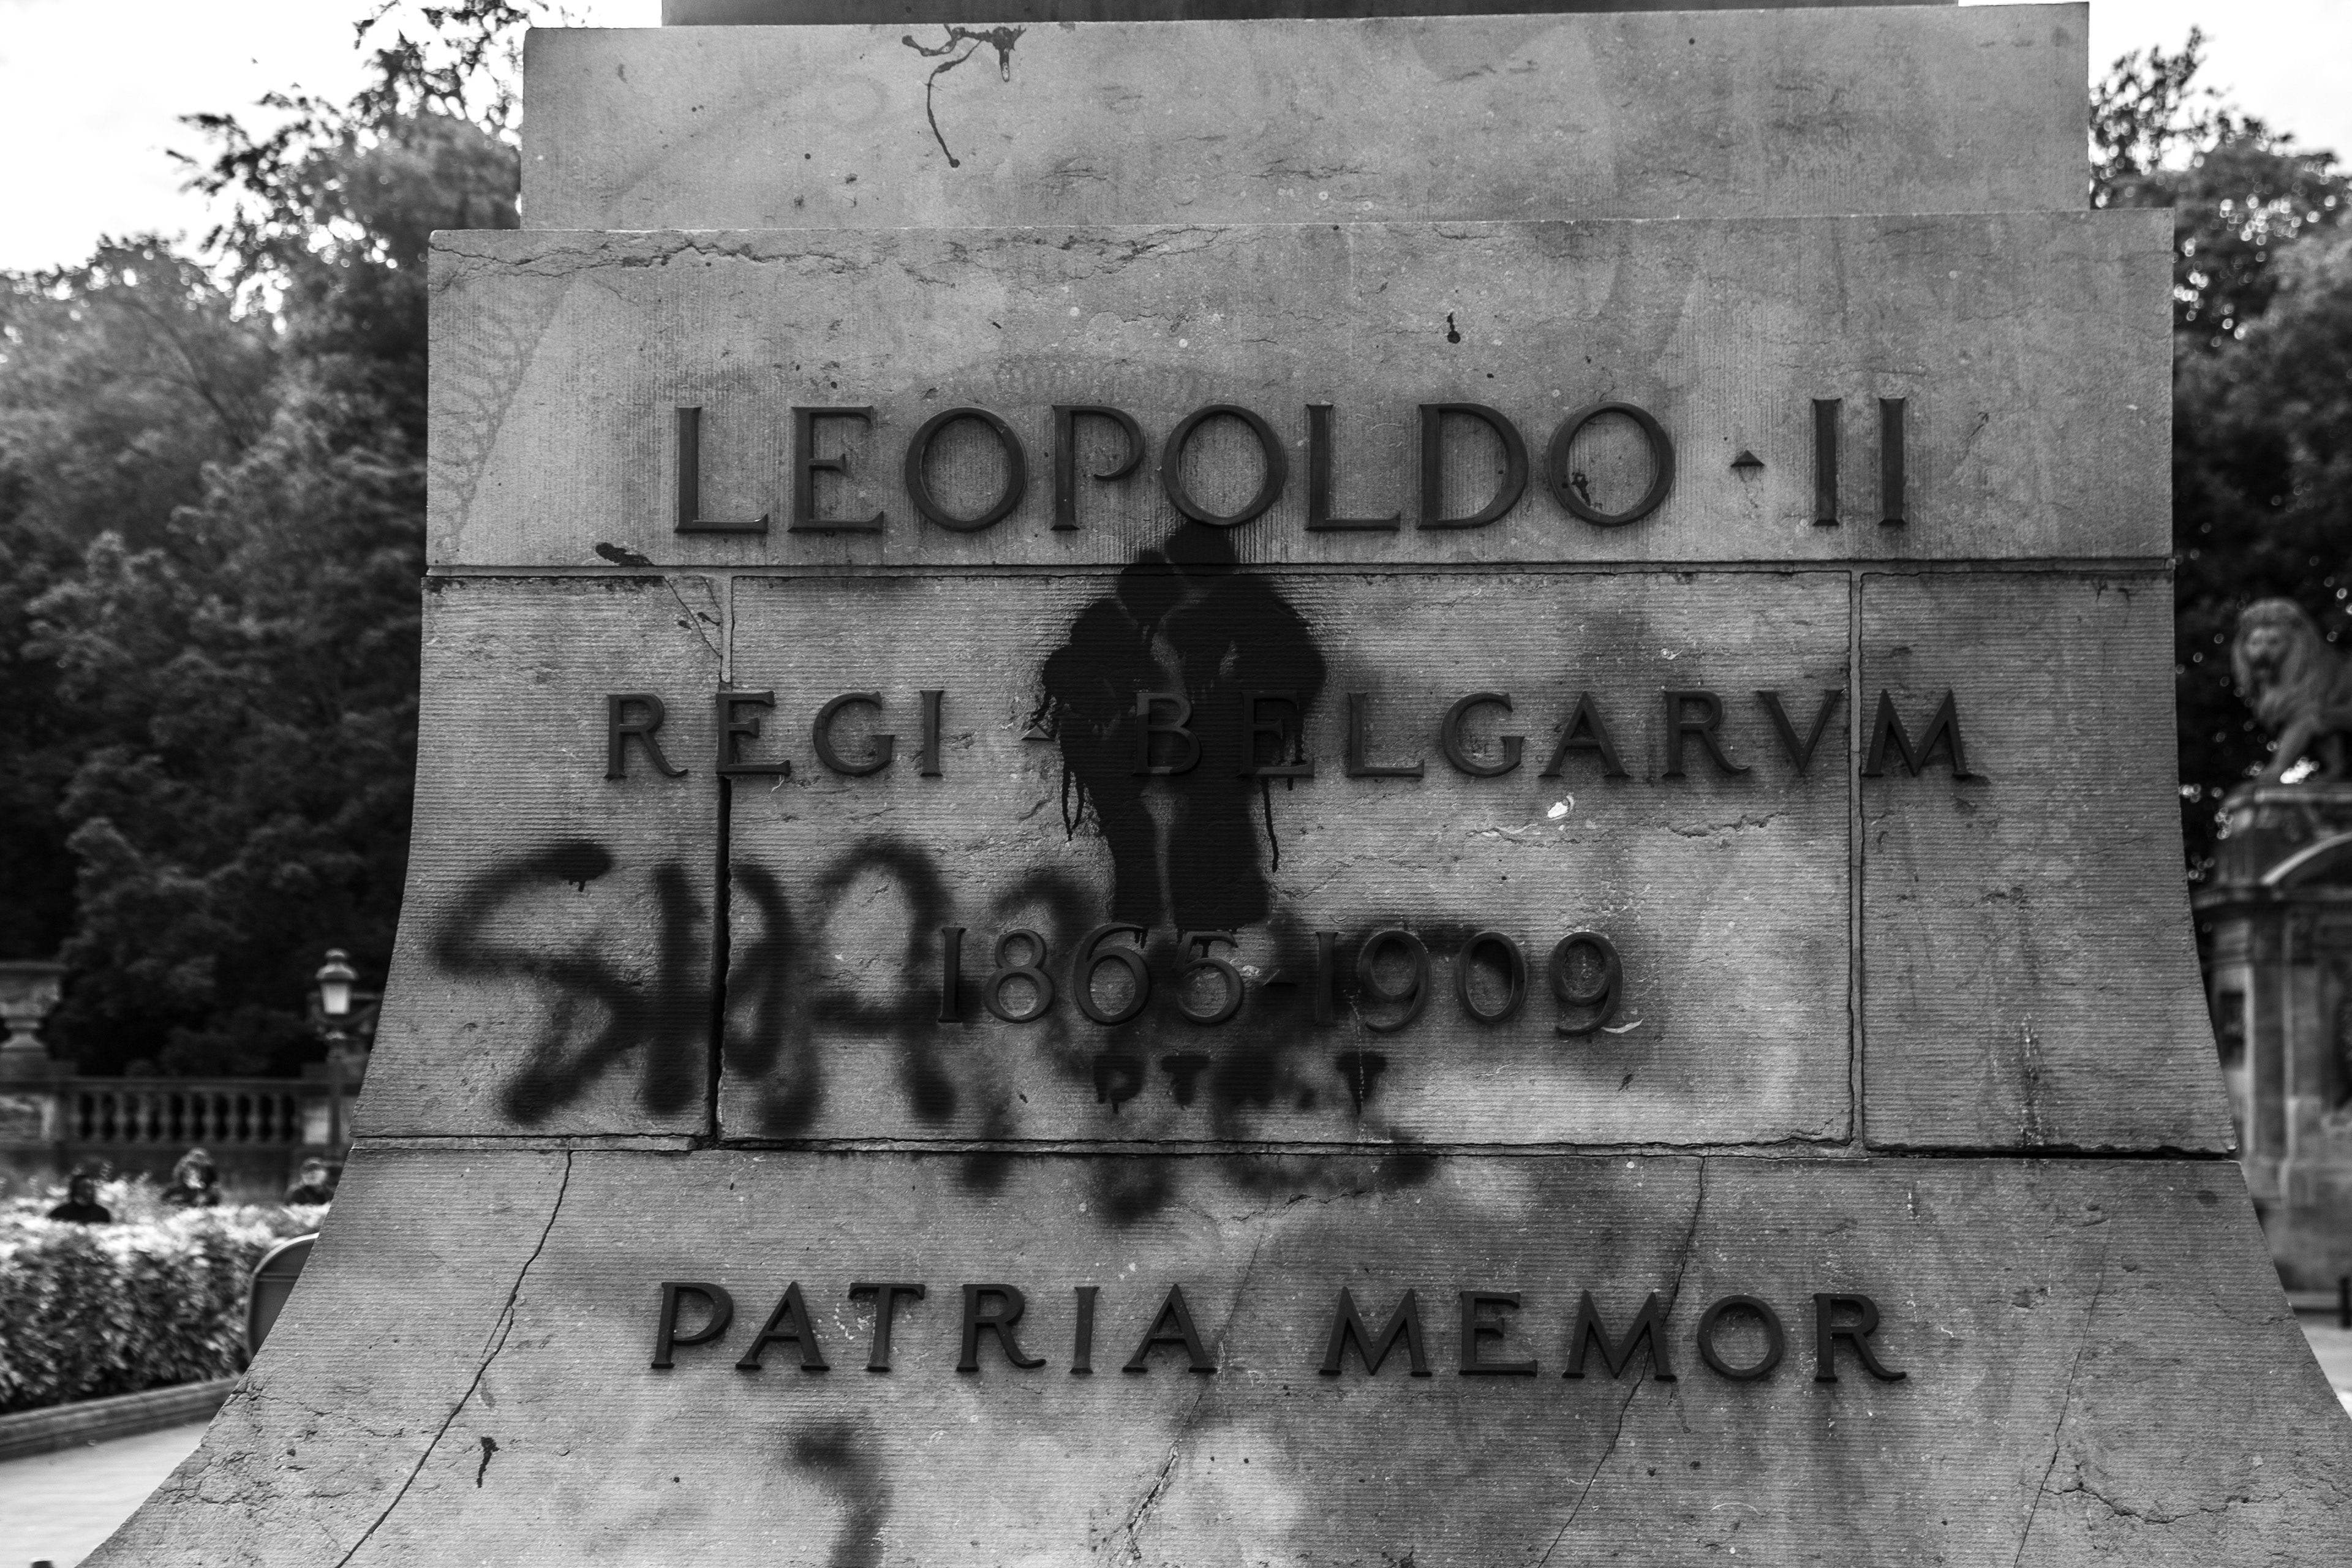 LEOPOLDO ▴ II
REGI ▴ BELGARVM
1865-1909
PATRIA MEMOR